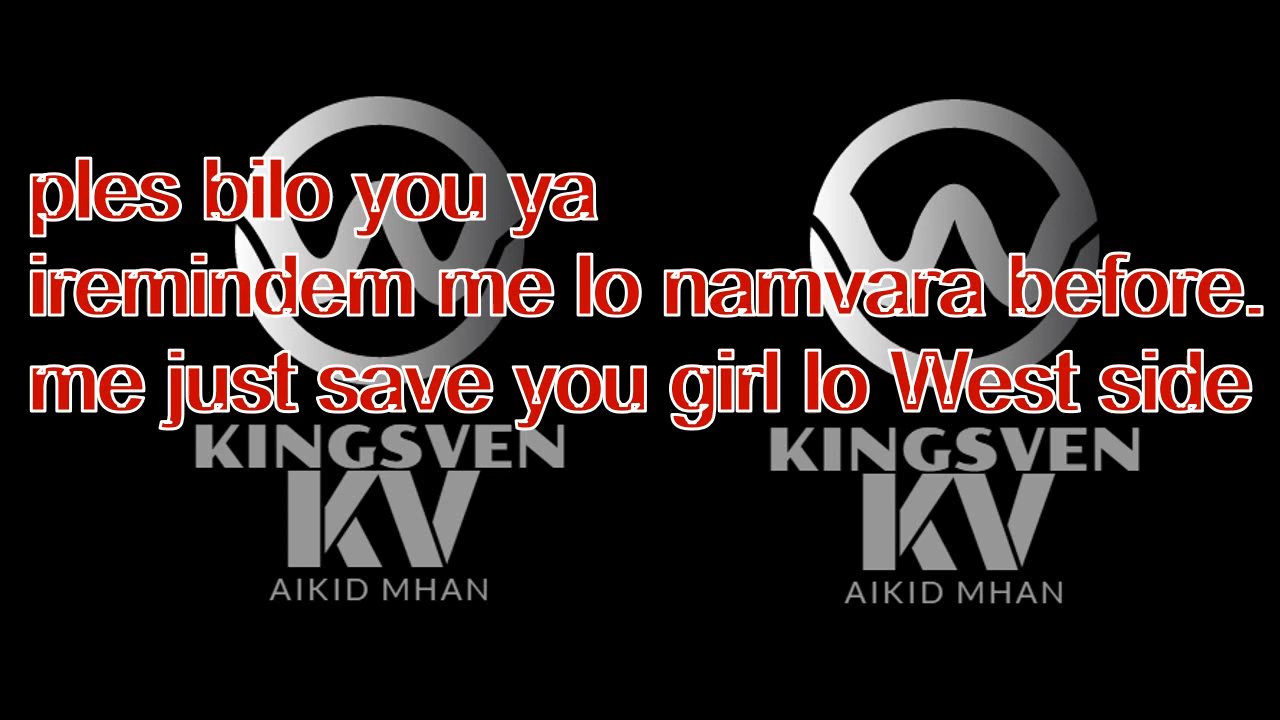 ples bilo you ya
iremindem me lo namvara before.
me just save you girl lo West side
KINGSVEN
KV
AIKID MHAN
KINGSVEN
KV
AIKID MHAN